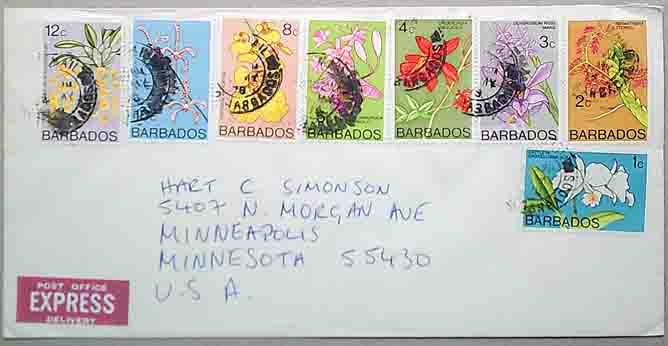 12c
BARBADOS
BARBADOS
8c
BARBADOS
BARBADOS
4c
BARBADOS
3c
BARBADOS
2c
BARBADOS
1c
BARBADOS
HART C SIMONSON
5407 N. MORGAN AVE
MINNEAPOLIS
MINNESOTA 55430
U.S A.
POST OFFICE
EXPRESS
DELIVERY